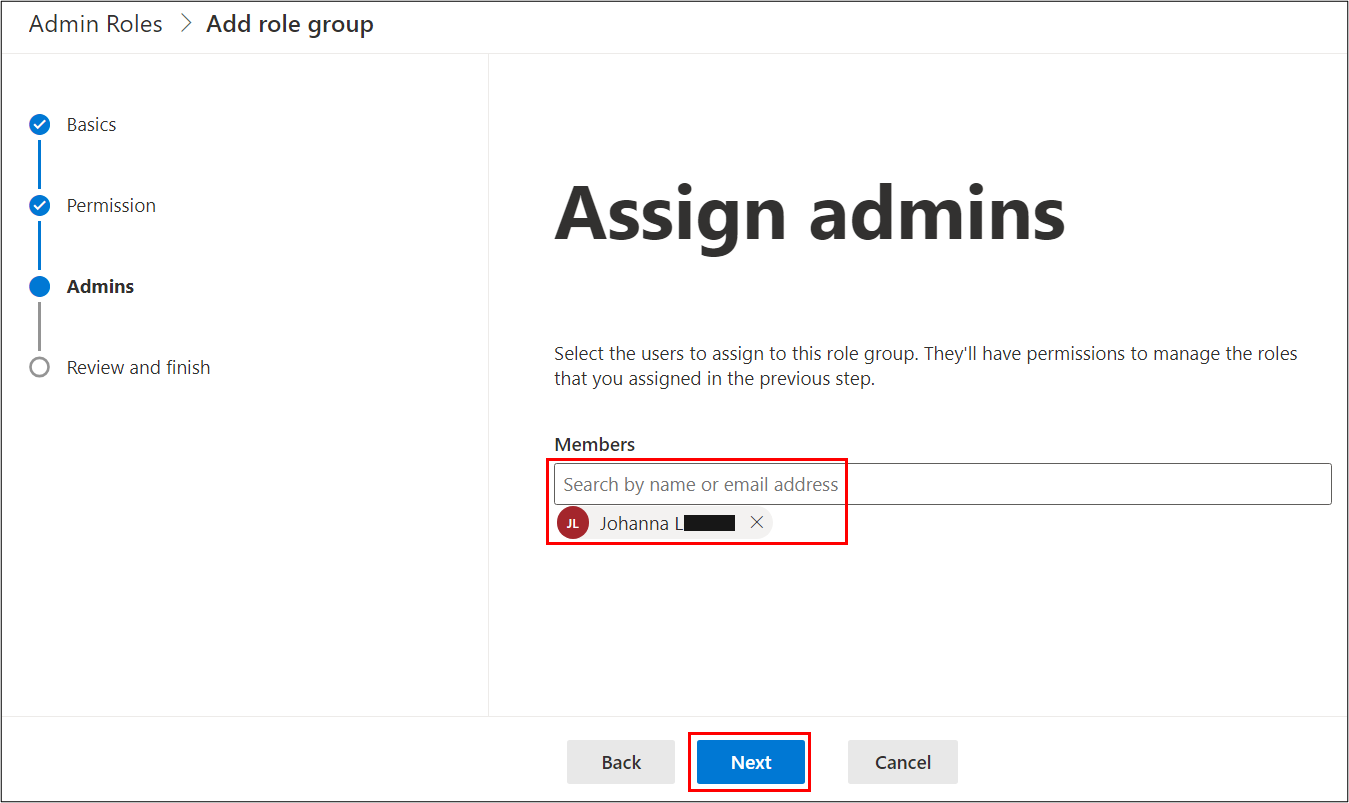 Admin Roles > Add role group
Basics
Permission
Admins
Review and finish
Assign admins
Select the users to assign to this role group. They'll have permissions to manage the roles
that you assigned in the previous step.
Members
Search by name or email address
JL Johanna L
Back Next Cancel